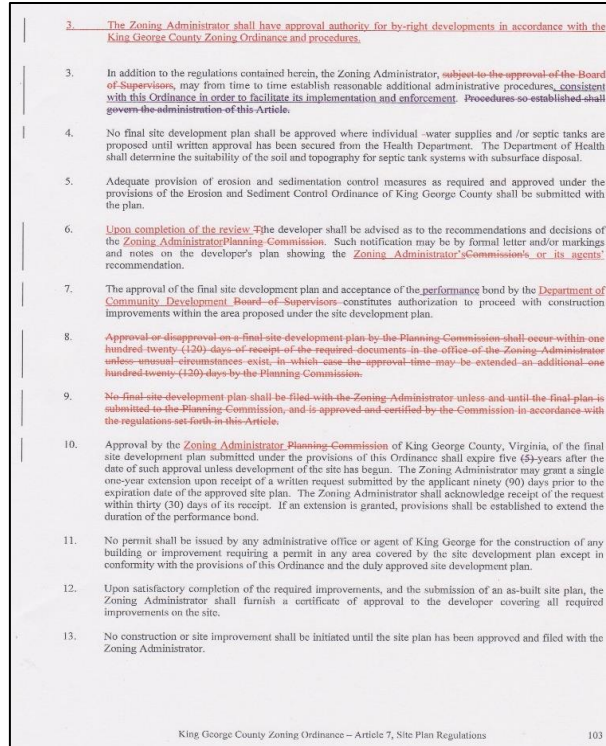 3. The Zoning Administrator shall have approval authority for by-right developments in accordance with the
King George County Zoning Ordinance and procedures.
3. In addition to the regulations contained herein, the Zoning Administrator, subject to the approval of the Board
of Supervisors, may from time to time establish reasonable additional administrative procedures, consistent
with this Ordinance in order to facilitate its implementation and enforcement. Procedures so established shall
govern the administration of this Article.
4. No final site development plan shall be approved where individual -water supplies and /or septic tanks are
proposed until written approval has been secured from the Health Department. The Department of Health
shall determine the suitability of the soil and topography for septic tank systems with subsurface disposal.
5. Adequate provision of erosion and sedimentation control measures as required and approved under the
provisions of the Erosion and Sediment Control Ordinance of King George County shall be submitted with
the plan.
6. Upon completion of the review Tthe developer shall be advised as to the recommendations and decisions of
the Zoning AdministratorPlanning Commission. Such notification may be by formal letter and/or markings
and notes on the developer's plan showing the Zoning Administrator'sCommission's or its agents'
recommendation.
7. The approval of the final site development plan and acceptance of the performance bond by the Department of
Community Development Board of Supervisors constitutes authorization to proceed with construction
improvements within the area proposed under the site development plan.
8. Approval or disapproval on a final site development plan by the Planning Commission shall occur within one
hundred twenty (120) days of receipt of the required documents in the office of the Zoning Administrator
unless unusual circumstances exist, in which case the approval time may be extended an additional one
hundred twenty (120) days by the Planning Commission.
9. No final site development plan shall be filed with the Zoning Administrator unless and until the final plan is
submitted to the Planning Commission, and is approved and certified by the Commission in accordance with
the regulations set forth in this Article.
10. Approval by the Zoning Administrator Planning Commission of King George County, Virginia, of the final
site development plan submitted under the provisions of this Ordinance shall expire five (5) years after the
date of such approval unless development of the site has begun. The Zoning Administrator may grant a single
one-year extension upon receipt of a written request submitted by the applicant ninety (90) days prior to the
expiration date of the approved site plan. The Zoning Administrator shall acknowledge receipt of the request
within thirty (30) days of its receipt. If an extension is granted, provisions shall be established to extend the
duration of the performance bond.
11. No permit shall be issued by any administrative office or agent of King George for the construction of any
building or improvement requiring a permit in any area covered by the site development plan except in
conformity with the provisions of this Ordinance and the duly approved site development plan.
12. Upon satisfactory completion of the required improvements, and the submission of an as-built site plan, the
Zoning Administrator shall furnish a certificate of approval to the developer covering all required
improvements on the site.
13. No construction or site improvement shall be initiated until the site plan has been approved and filed with the
Zoning Administrator.
King George County Zoning Ordinance – Article 7, Site Plan Regulations 103